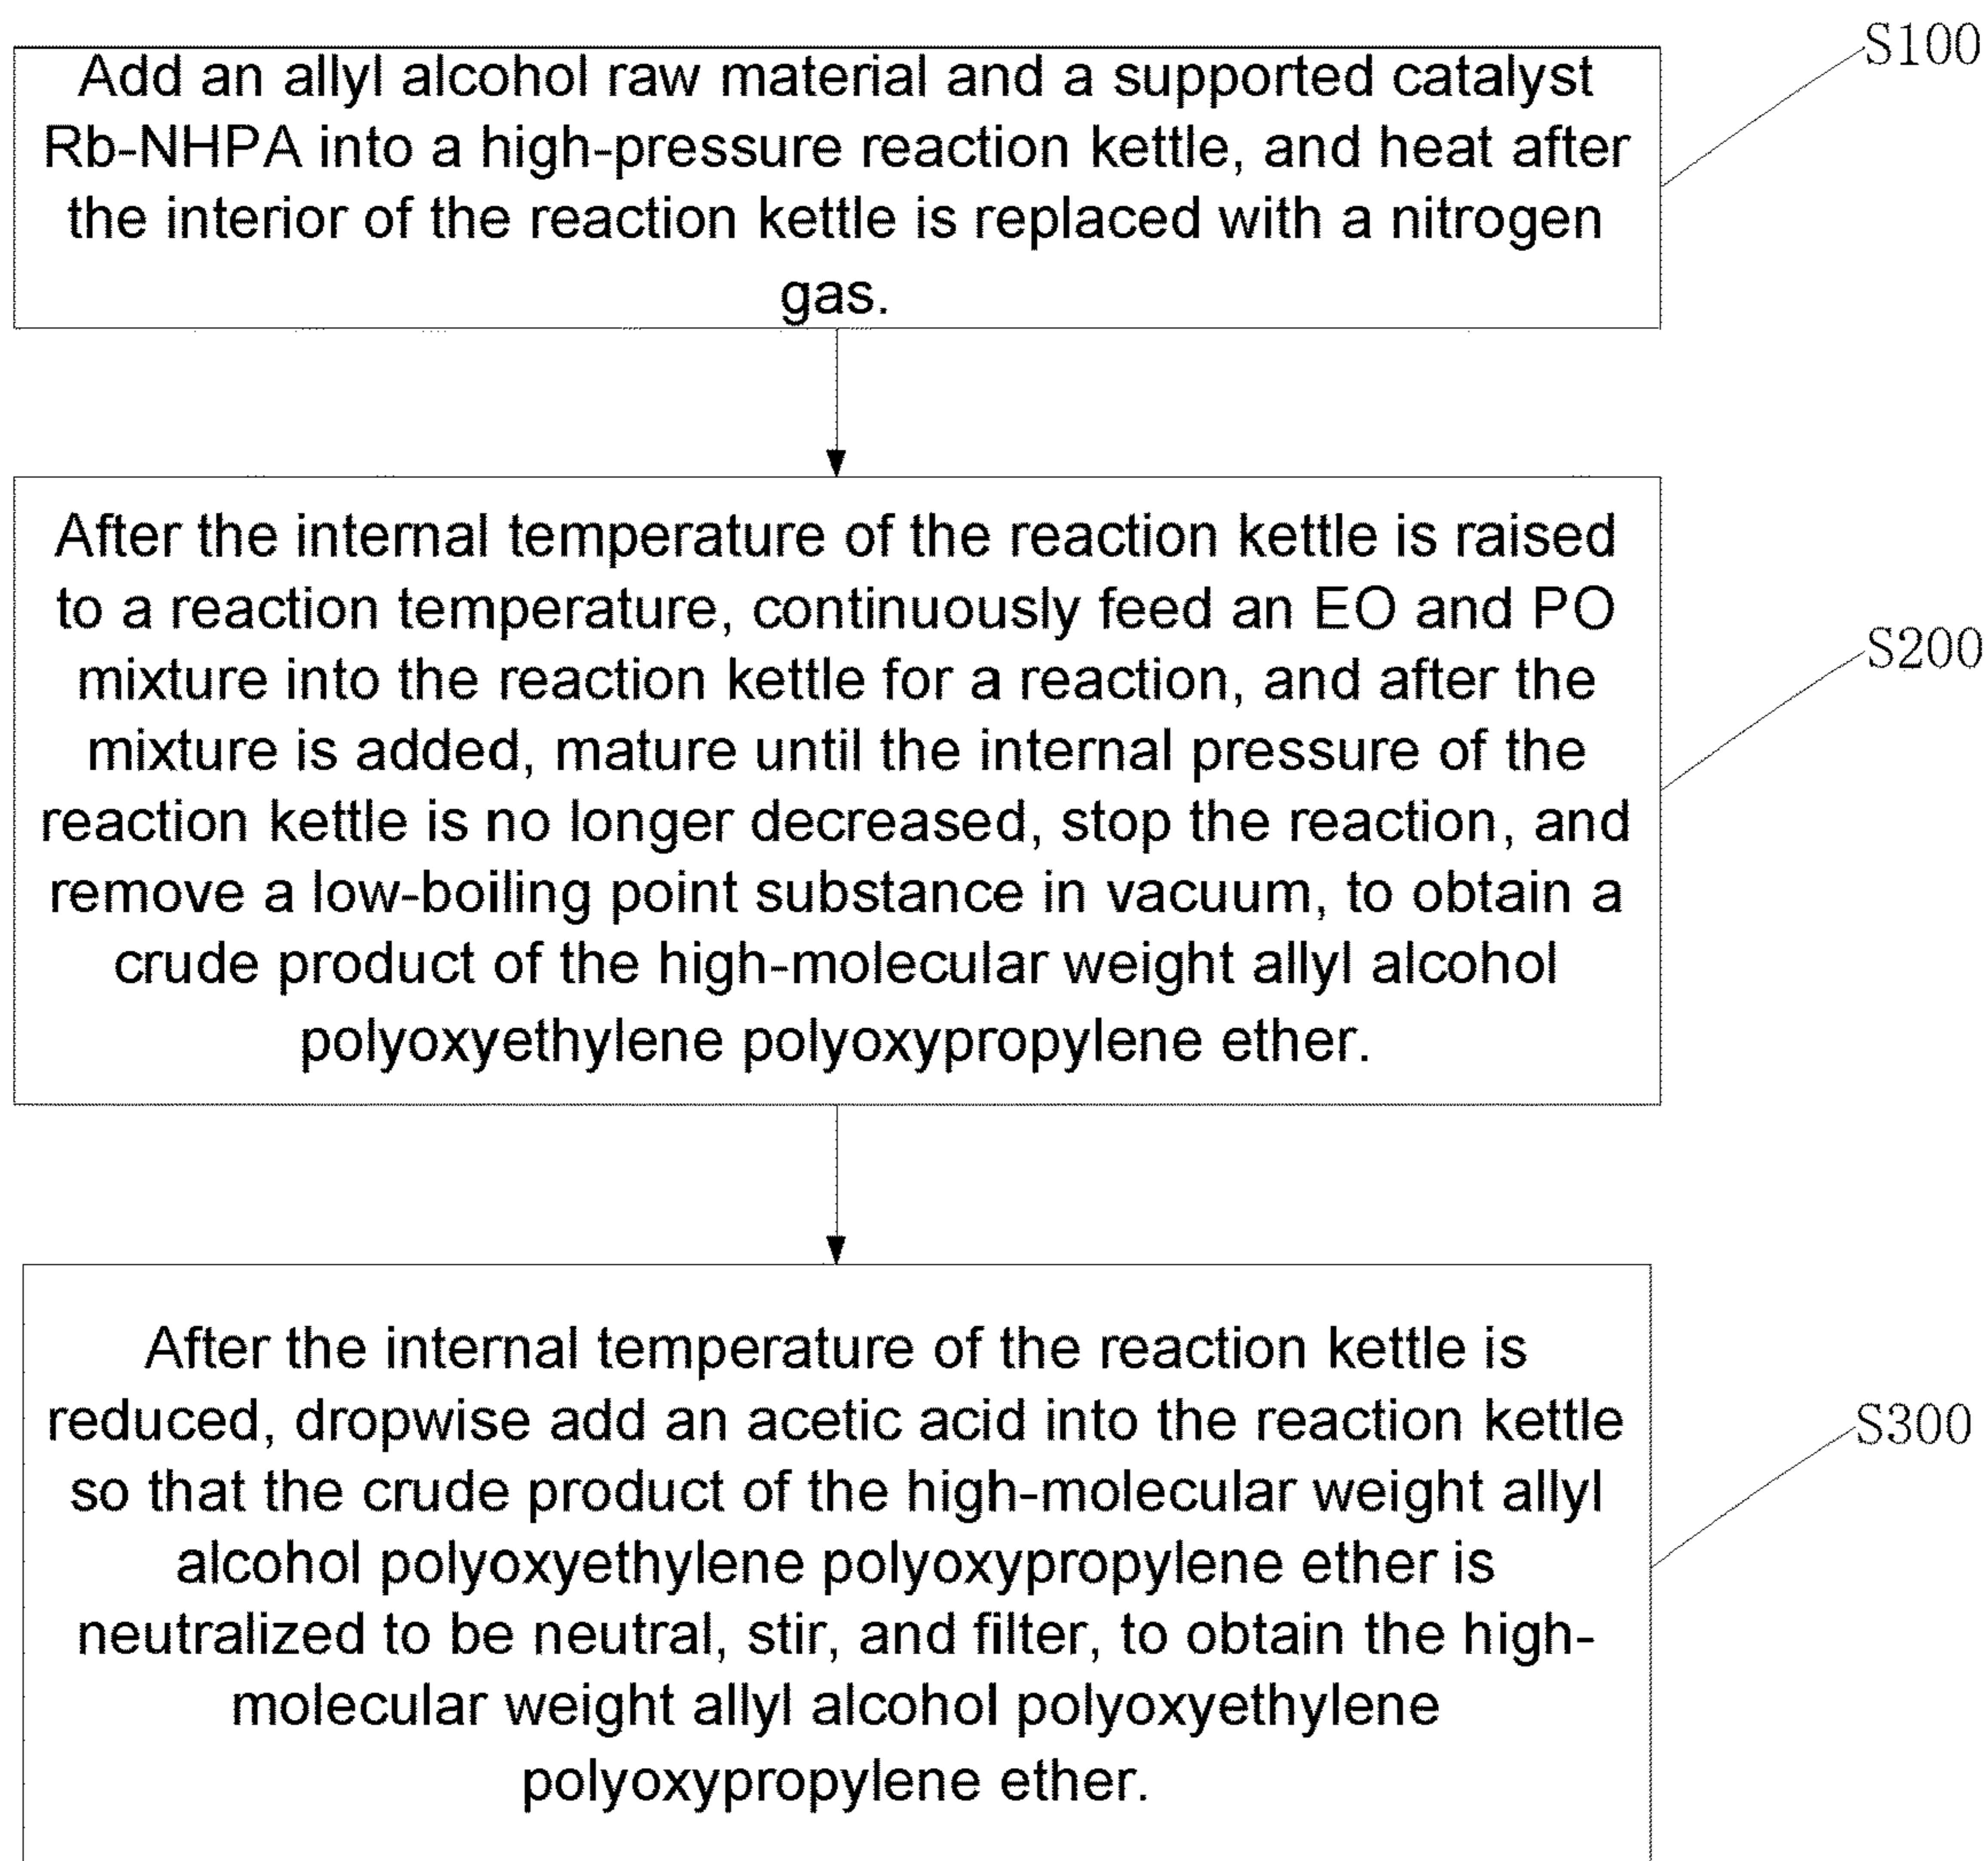 S100
Add an allyl alcohol raw material and a supported catalyst
Rb-NHPA into a high-pressure reaction kettle, and heat after
the interior of the reaction kettle is replaced with a nitrogen
gas.
After the internal temperature of the reaction kettle is raised
to a reaction temperature, continuously feed an EO and PO
mixture into the reaction kettle for a reaction, and after the
mixture is added, mature until the internal pressure of the
reaction kettle is no longer decreased, stop the reaction, and
remove a low-boiling point substance in vacuum, to obtain a
crude product of the high-molecular weight allyl alcohol
polyoxyethylene polyoxypropylene ether.
S200
After the internal temperature of the reaction kettle is
reduced, dropwise add an acetic acid into the reaction kettle
so that the crude product of the high-molecular weight allyl
alcohol polyoxyethylene polyoxypropylene ether is
neutralized to be neutral, stir, and filter, to obtain the high-
molecular weight allyl alcohol polyoxyethylene
polyoxypropylene ether.
S300